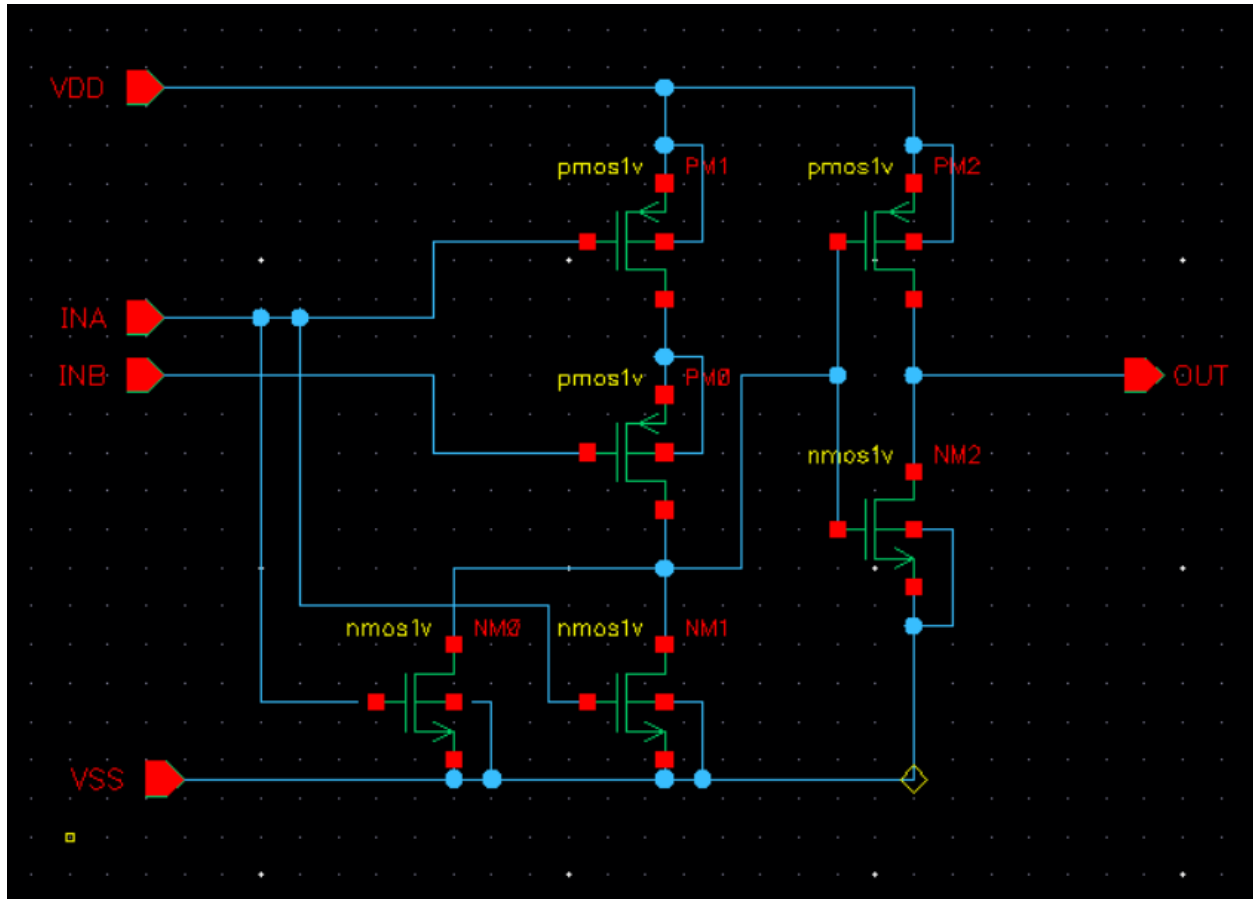 VDD
pmos1v PM1
pmos1v PM2
INA
INB
pmos1v PM0
OUT
nmos1v NM2
nmos1v NM0
nmos1v NM1
VSS